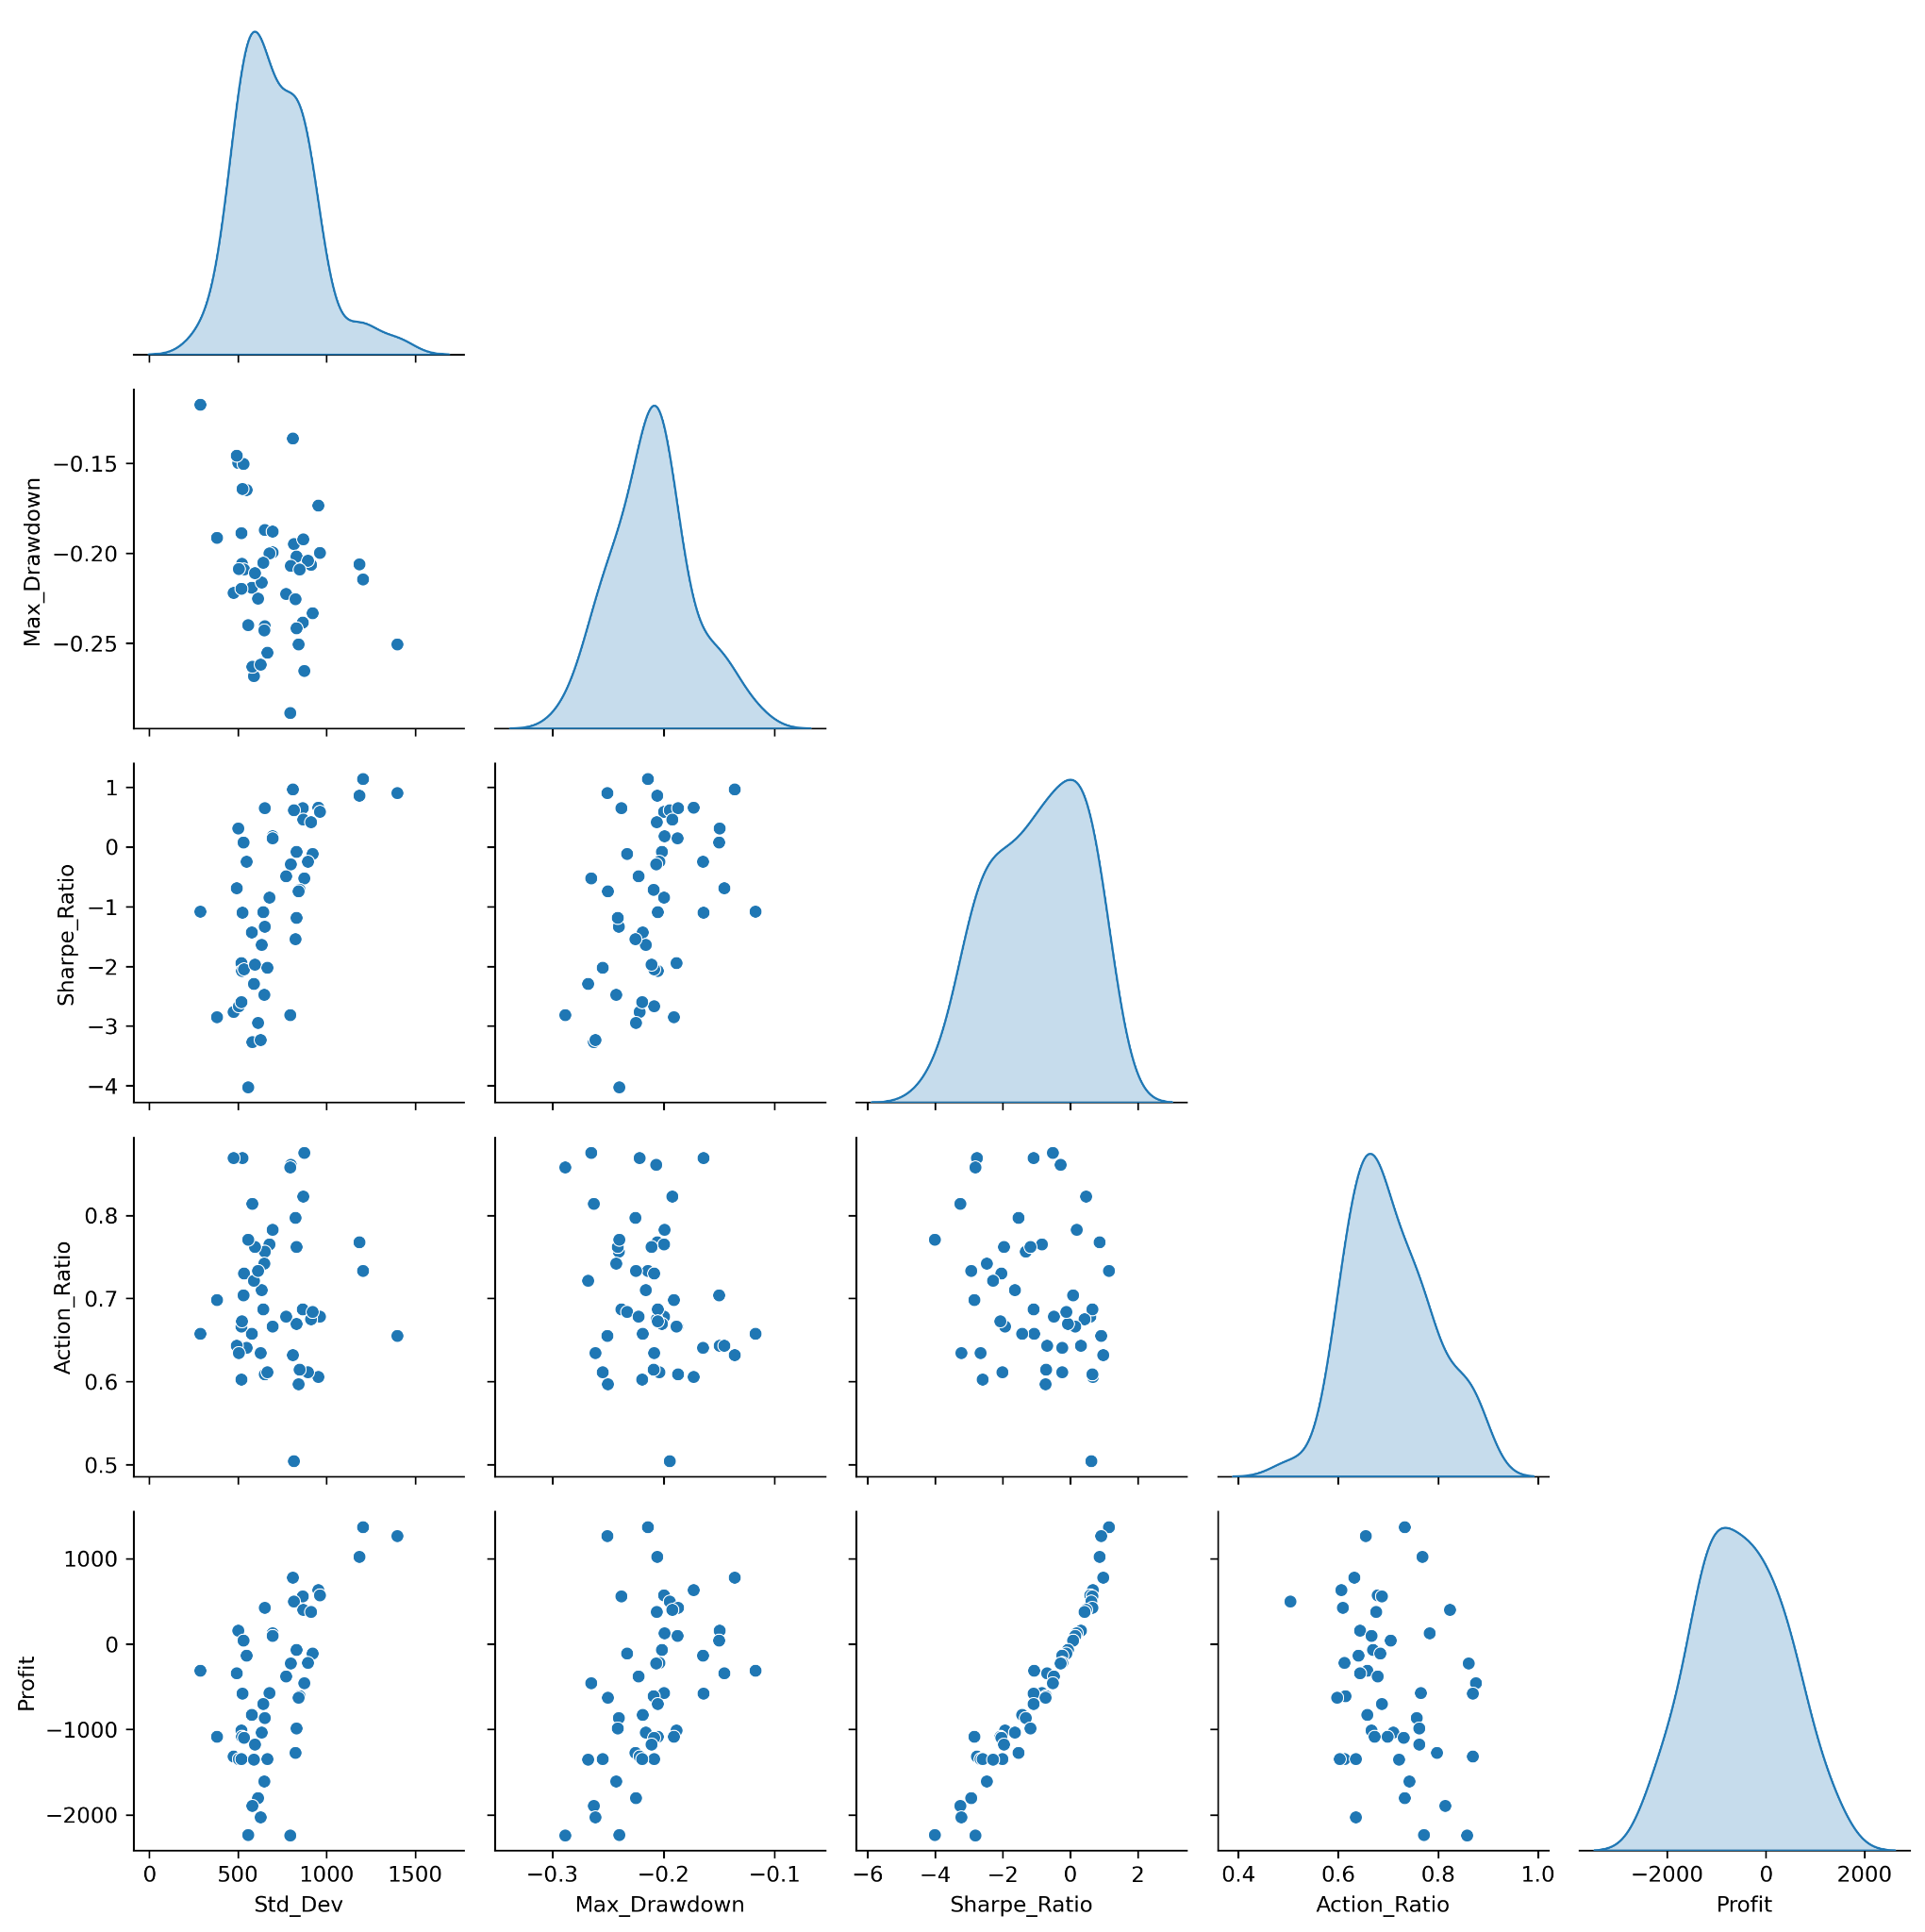 −0.15
−0.20
−0.25
Max_Drawdown
1
0
−1
−2
−3
−4
Sharpe_Ratio
0.8
0.7
0.6
0.5
Action_Ratio
1000
0
−1000
−2000
Profit
0 500 1000 1500
Std_Dev
−0.3 −0.2 −0.1
Max_Drawdown
−6 −4 −2 0 2
Sharpe_Ratio
0.4 0.6 0.8 1.0
Action_Ratio
−2000 0 2000
Profit